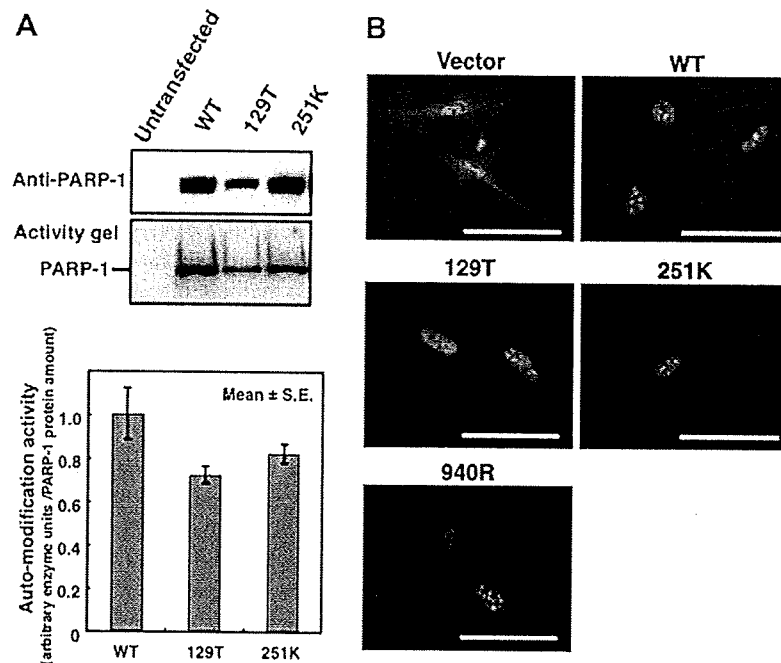 A
Untransfected
WT
129T
251K
Anti-PARP-1
Activity gel
PARP-1
Auto-modification activity
(arbitrary enzyme units /PARP-1 protein amount)
Mean ± S.E.
1.0
0.8
0.6
0.4
0.2
0
WT
129T
251K
B
Vector
WT
129T
251K
940R